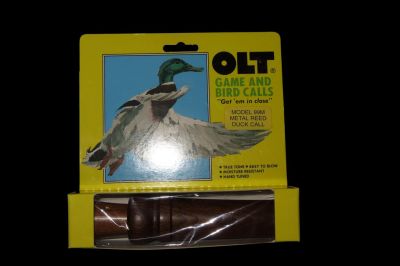 OLT®
GAME AND
BIRD CALLS
"Get 'em in close"
MODEL 99M
METAL REED
DUCK CALL
• TRUE TONE • EASY TO BLOW
• MOISTURE RESISTANT
• HAND TUNED